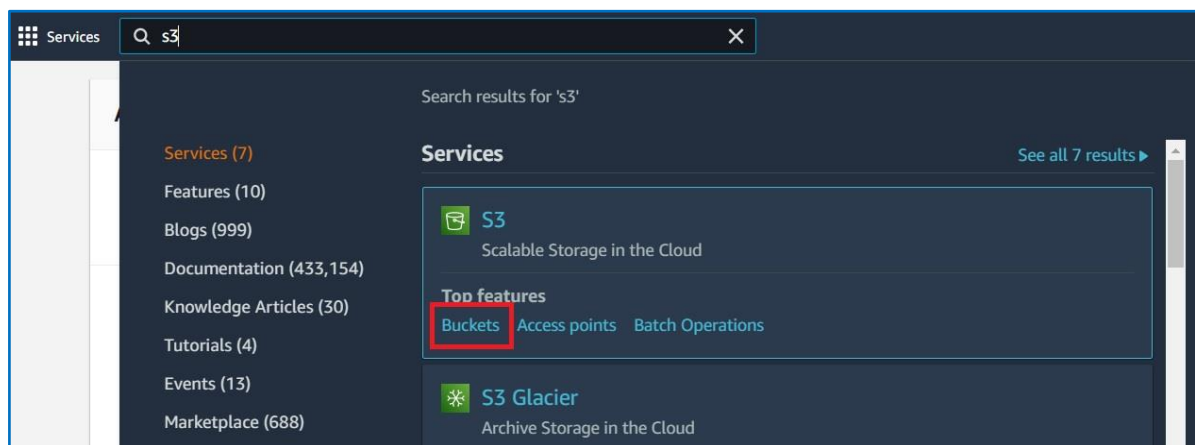 Services
s3
Search results for 's3'
Services (7)
Features (10)
Blogs (999)
Documentation (433,154)
Knowledge Articles (30)
Tutorials (4)
Events (13)
Marketplace (688)
Services
See all 7 results
S3
Scalable Storage in the Cloud
Top features
Buckets Access points Batch Operations
S3 Glacier
Archive Storage in the Cloud